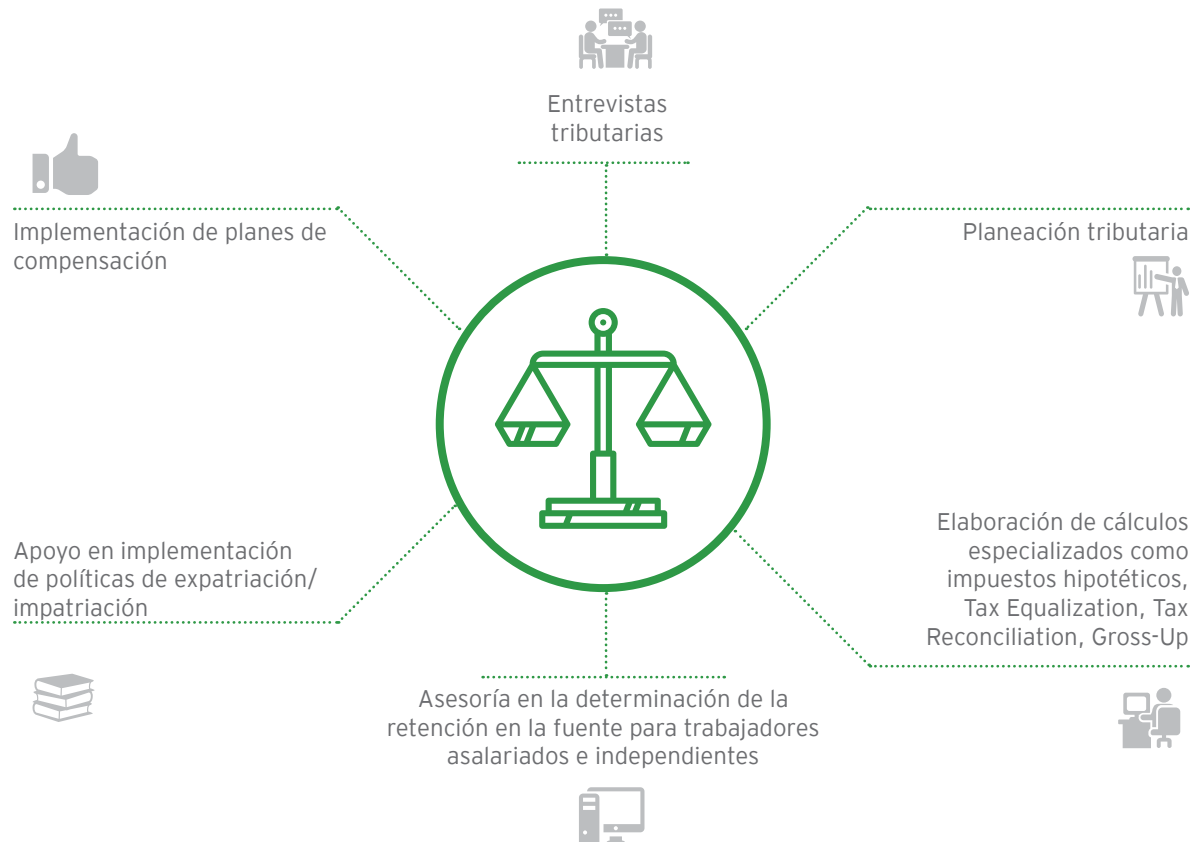 Entrevistas
tributarias
Implementación de planes de
compensación
Planeación tributaria
Apoyo en implementación
de políticas de expatriación/
impatriación
Elaboración de cálculos
especializados como
impuestos hipotéticos,
Tax Equalization, Tax
Reconciliation, Gross-Up
Asesoría en la determinación de la
retención en la fuente para trabajadores
asalariados e independientes